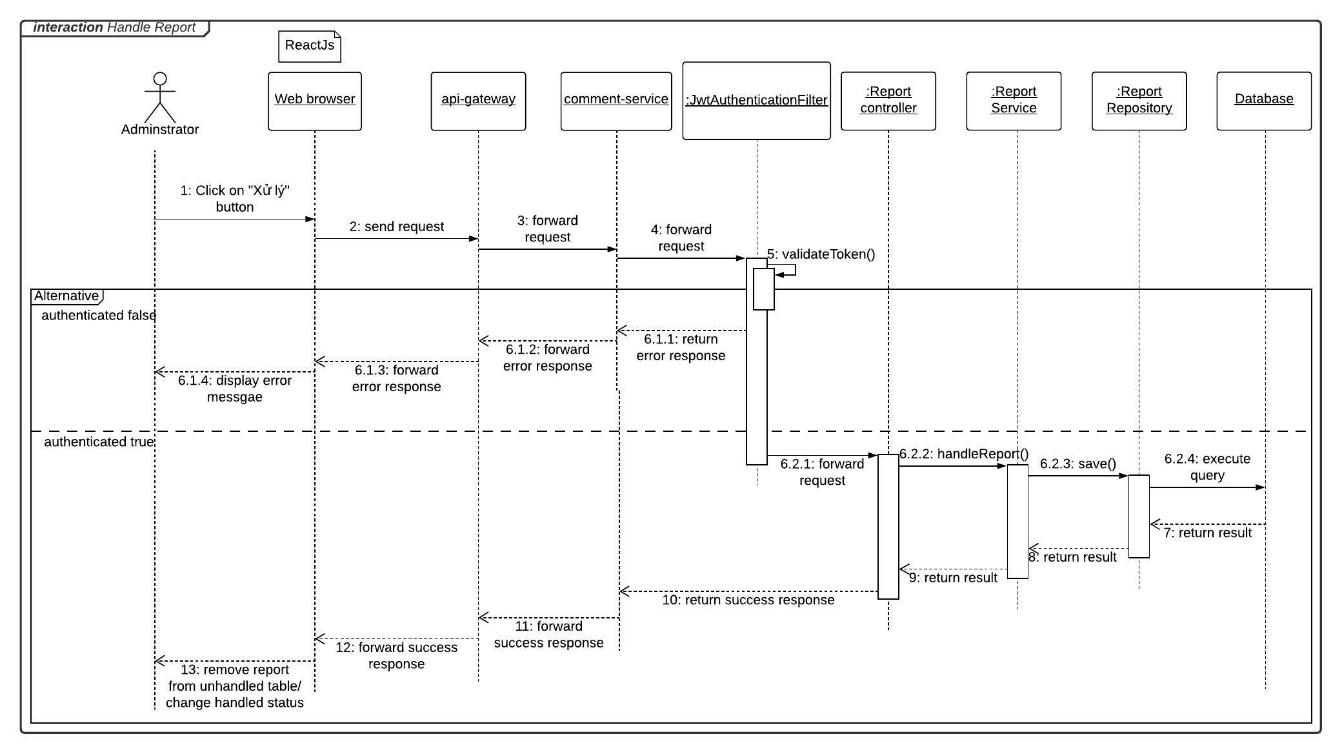 interaction Handle Report
ReactJs
Adminstrator
Web browser
api-gateway
comment-service
:JwtAuthenticationFilter
:Report
controller
:Report
Service
:Report
Repository
Database
1: Click on "Xử lý"
button
2: send request
3: forward
request
4: forward
request
5: validateToken()
Alternative
authenticated false
6.1.1: return
error response
6.1.2: forward
error response
6.1.3: forward
error response
6.1.4: display error
messgae
authenticated true
6.2.1: forward
request
6.2.2: handleReport()
6.2.3: save()
6.2.4: execute
query
7: return result
8: return result
9: return result
10: return success response
11: forward
success response
12: forward success
response
13: remove report
from unhandled table/
change handled status